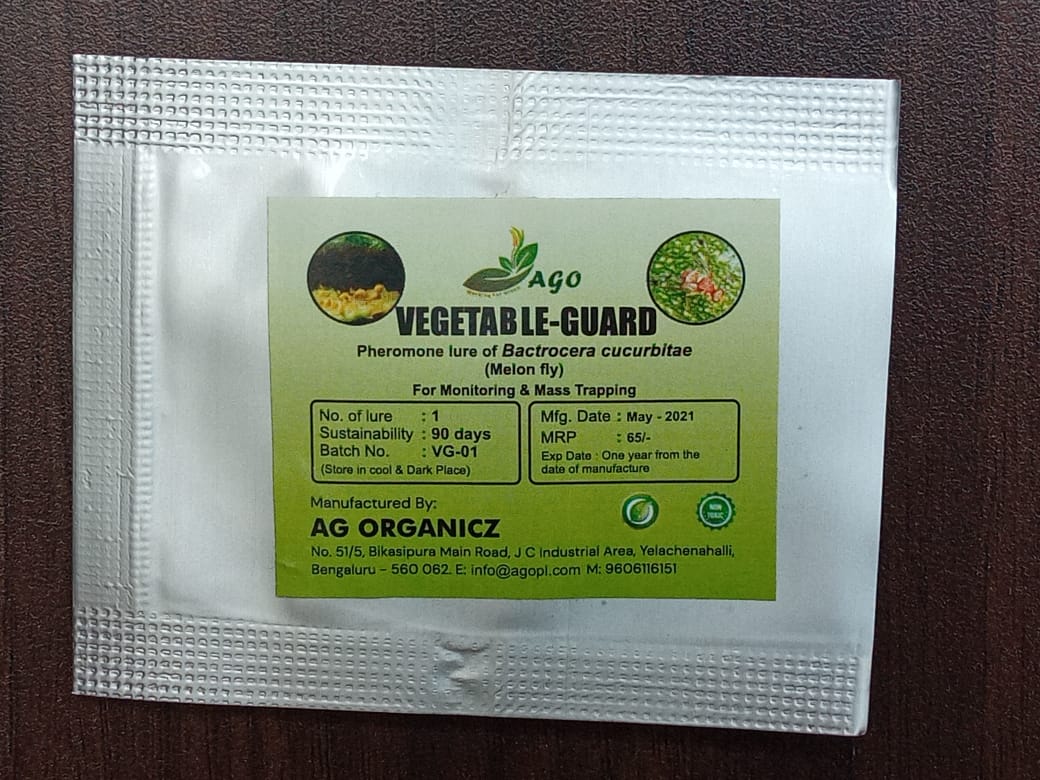 AGO
VEGETABLE-GUARD
Pheromone lure of Bactrocera cucurbitae
(Melon fly)
For Monitoring & Mass Trapping
No. of lure : 1
Sustainability : 90 days
Batch No. : VG-01
(Store in cool & Dark Place)
Mfg. Date : May - 2021
MRP : 65/-
Exp Date : One year from the
date of manufacture
Manufactured By:
NON
TOXIC
AG ORGANICZ
No. 51/5, Bikasipura Main Road, J C Industrial Area, Yelachenahalli,
Bengaluru - 560 062. E: info@agopl.com M: 9606116151